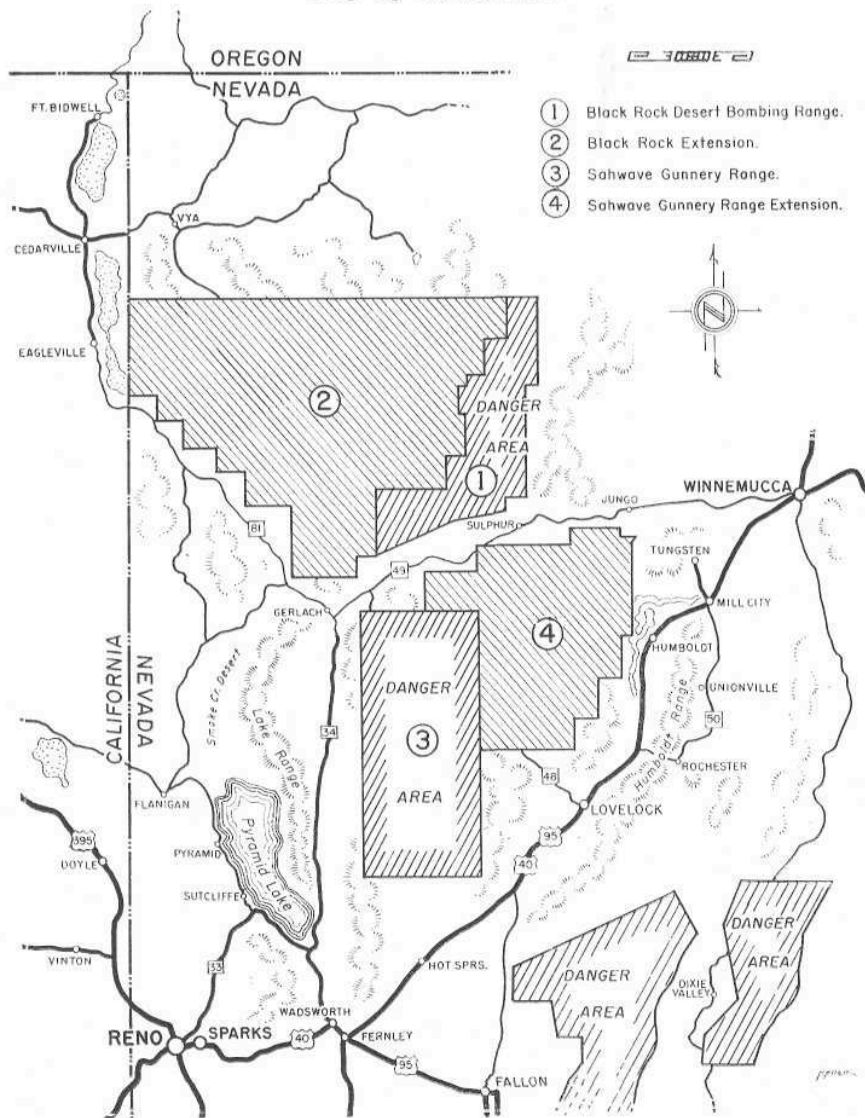 OREGON
NEVADA
① Black Rock Desert Bombing Range.
② Black Rock Extension.
③ Sahwave Gunnery Range.
④ Sahwave Gunnery Range Extension.
FT. BIDWELL
VYA
CEDARVILLE
N
EAGLEVILLE
②
DANGER
AREA
①
WINNEMUCCA
JUNGO
SULPHUR
81
TUNGSTEN
49
MILL CITY
GERLACH
④
HUMBOLDT
CALIFORNIA
NEVADA
Smoke Cr. Desert
Lake Range
DANGER
③
AREA
34
UNIONVILLE
Humboldt Range
50
ROCHESTER
48
LOVELOCK
FLANIGAN
395
DOYLE
PYRAMID
Pyramid Lake
SUTCLIFFE
95
40
VINTON
33
HOT SPRS.
DANGER
AREA
DANGER
AREA
DIXIE
VALLEY
WADSWORTH
RENO
SPARKS
40
FERNLEY
95
FALLON